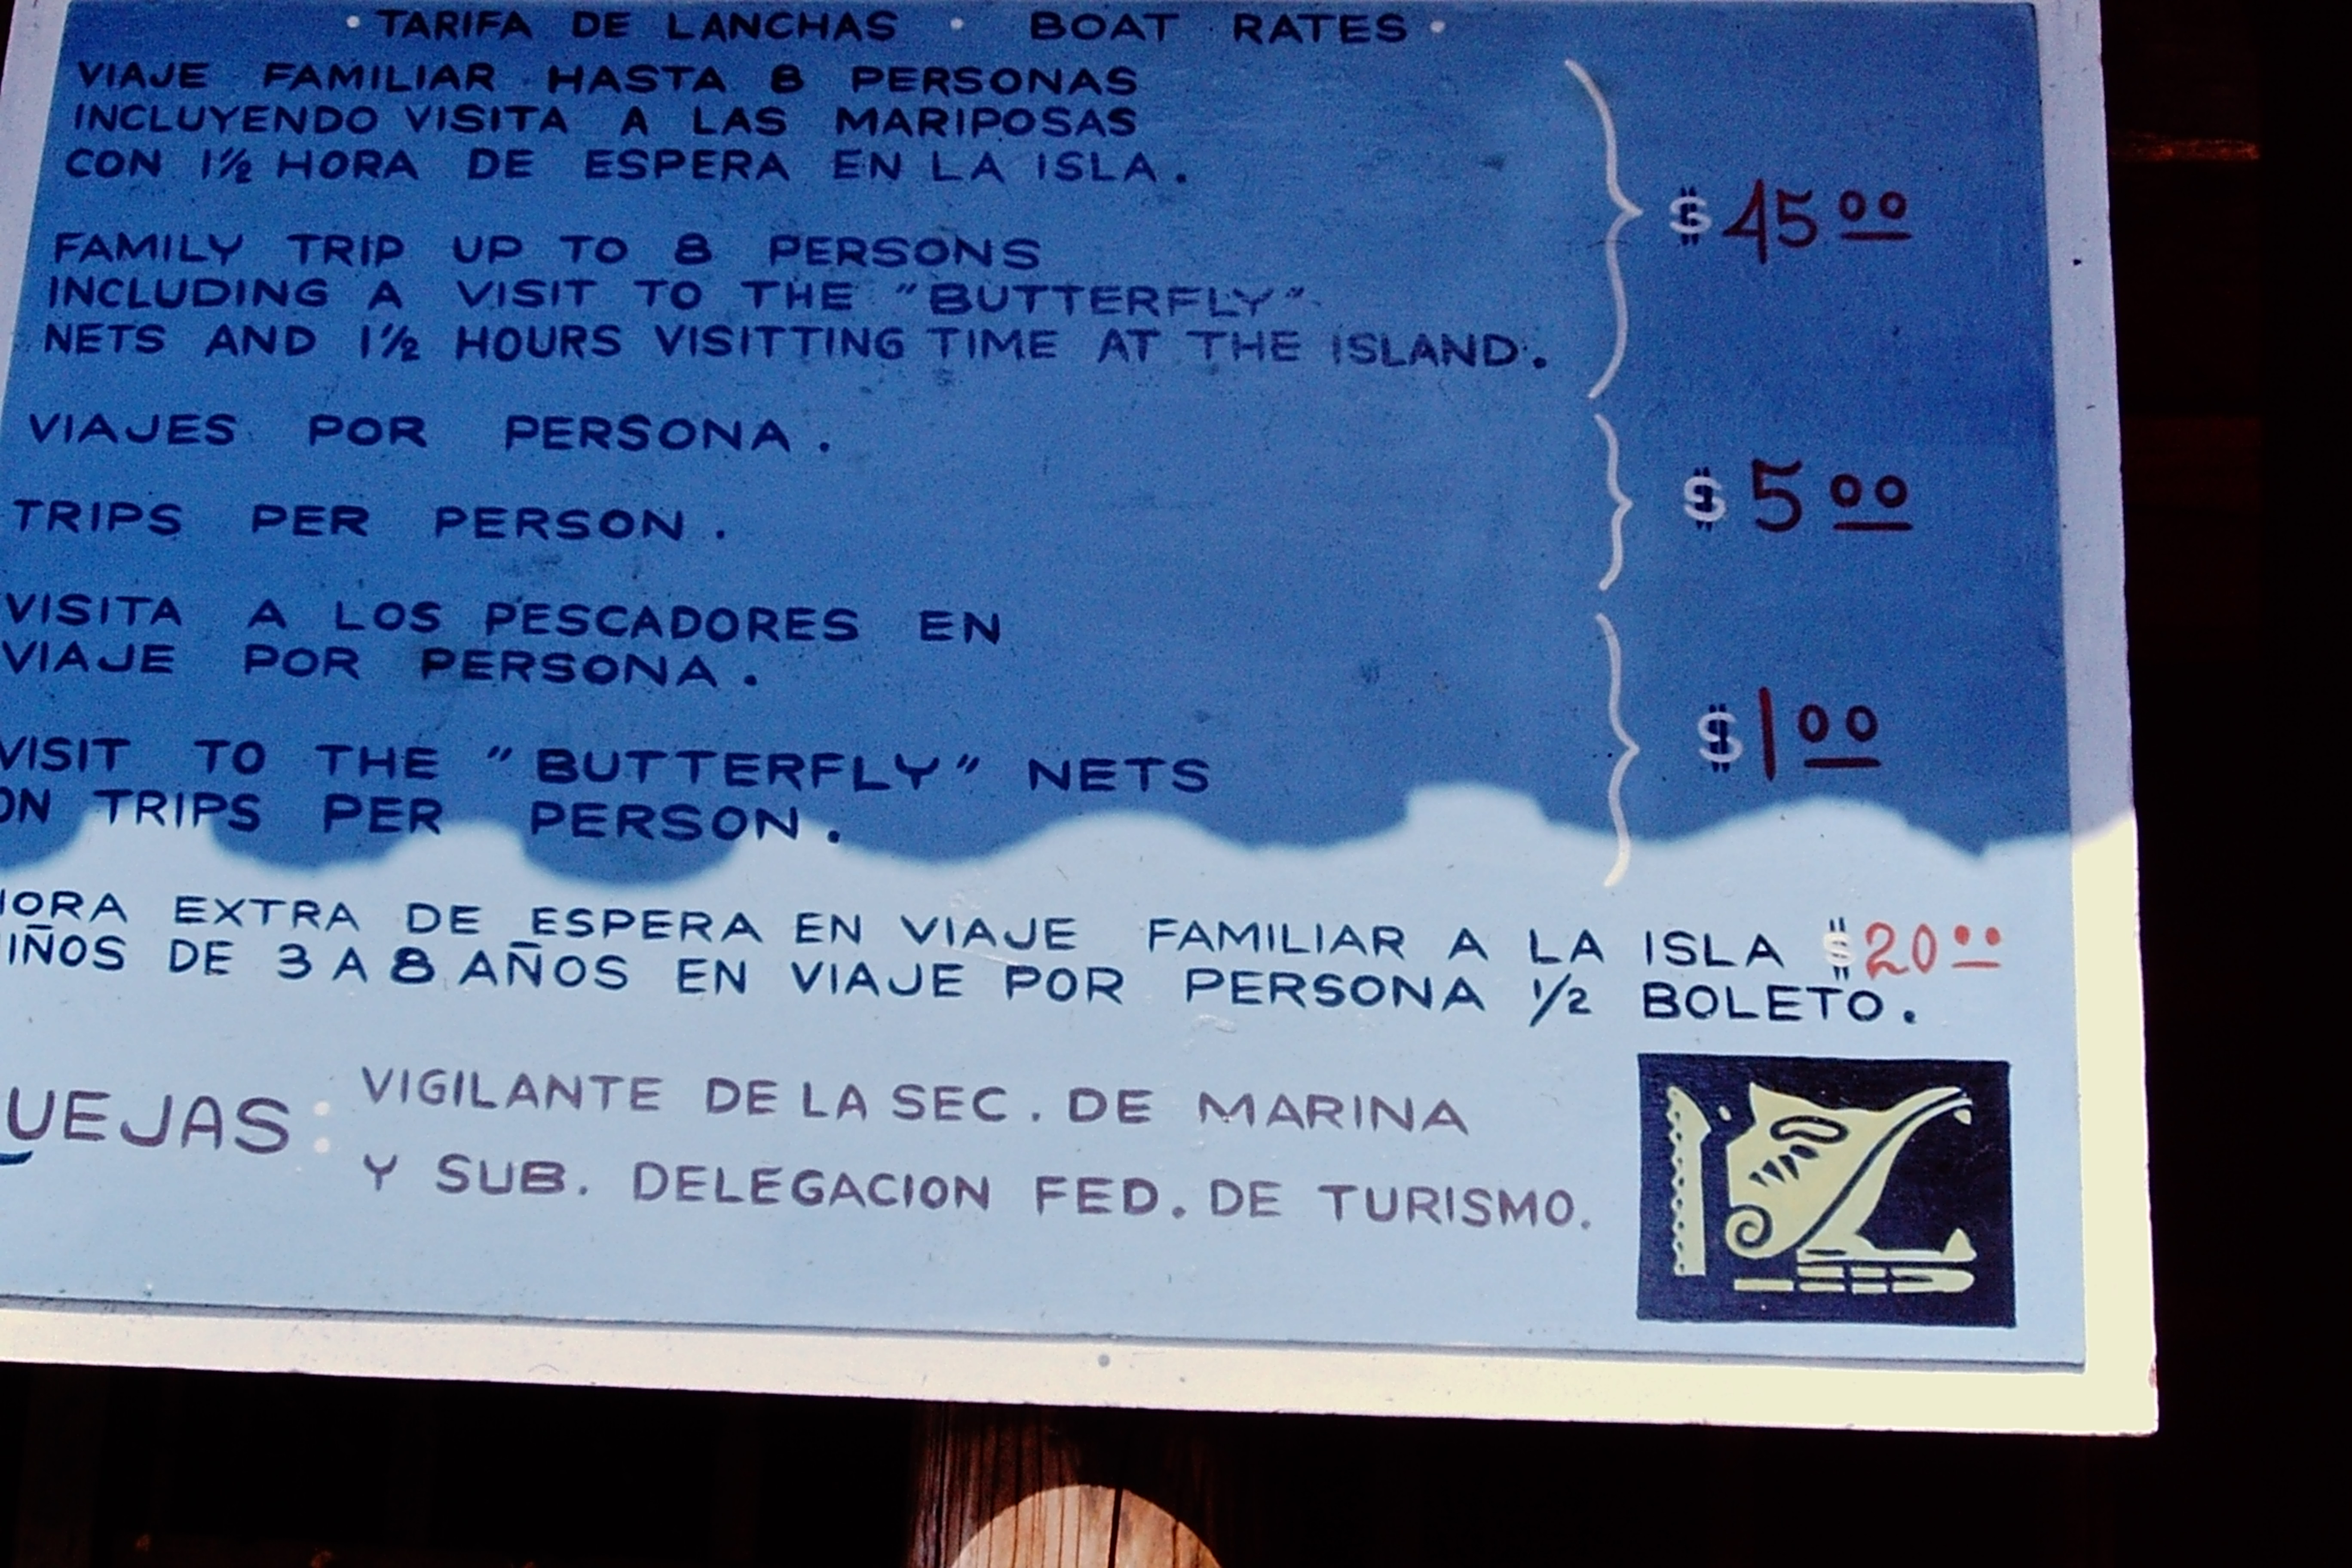 • TARIFA DE LANCHAS • BOAT RATES •
VIAJE FAMILIAR HASTA 8 PERSONAS
INCLUYENDO VISITA A LAS MARIPOSAS
CON 1½ HORA DE ESPERA EN LA ISLA.
$45.00
FAMILY TRIP UP TO 8 PERSONS
INCLUDING A VISIT TO THE "BUTTERFLY"
NETS AND 1½ HOURS VISITTING TIME AT THE ISLAND.
VIAJES POR PERSONA.
$5.00
TRIPS PER PERSON.
VISITA A LOS PESCADORES EN
VIAJE POR PERSONA.
$1.00
VISIT TO THE "BUTTERFLY" NETS
ON TRIPS PER PERSON.
HORA EXTRA DE ESPERA EN VIAJE FAMILIAR A LA ISLA $20.00
IÑOS DE 3 A 8 AÑOS EN VIAJE POR PERSONA 1/2 BOLETO.
UEJAS: VIGILANTE DE LA SEC. DE MARINA
Y SUB. DELEGACION FED. DE TURISMO.